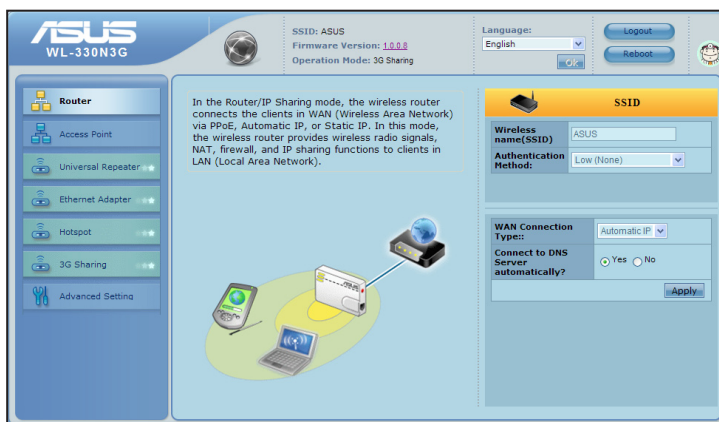 ASUS
WL-330N3G
SSID: ASUS
Firmware Version: 1.0.0.8
Operation Mode: 3G Sharing
Language:
English
Ok
Logout
Reboot
Router
Access Point
Universal Repeater
Ethernet Adapter
Hotspot
3G Sharing
Advanced Setting
In the Router/IP Sharing mode, the wireless router
connects the clients in WAN (Wireless Area Network)
via PPoE, Automatic IP, or Static IP. In this mode,
the wireless router provides wireless radio signals,
NAT, firewall, and IP sharing functions to clients in
LAN (Local Area Network).
SSID
Wireless
name(SSID)
ASUS
Authentication
Method:
Low (None)
WAN Connection
Type::
Automatic IP
Connect to DNS
Server
automatically?
Yes No
Apply